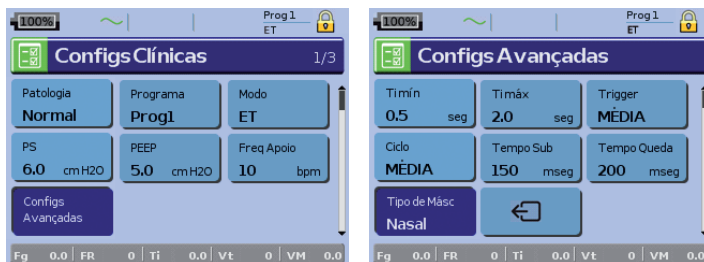 100%
Prog 1
ET
Configs Clínicas
1/3
Patologia
Normal
Programa
Prog1
Modo
ET
PS
6.0 cmH2O
PEEP
5.0 cmH2O
Freq Apoio
10 bpm
Configs
Avançadas
Fg 0.0 FR 0 Ti 0.0 Vt 0 VM 0.0
100%
Prog 1
ET
Configs Avançadas
Ti mín
0.5 seg
Ti máx
2.0 seg
Trigger
MÉDIA
Ciclo
MÉDIA
Tempo Sub
150 mseg
Tempo Queda
200 mseg
Tipo de Másc
Nasal
Fg 0.0 FR 0 Ti 0.0 Vt 0 VM 0.0